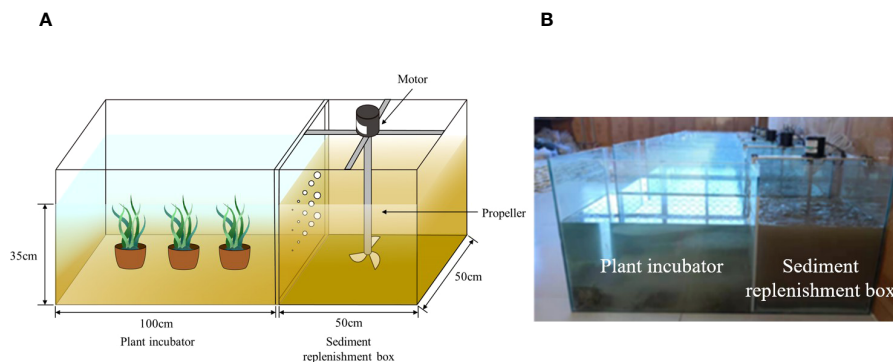 A
B
Motor
Propeller
35cm
50cm
100cm
50cm
Plant incubator
Sediment
replenishment box
Plant incubator
Sediment
replenishment box